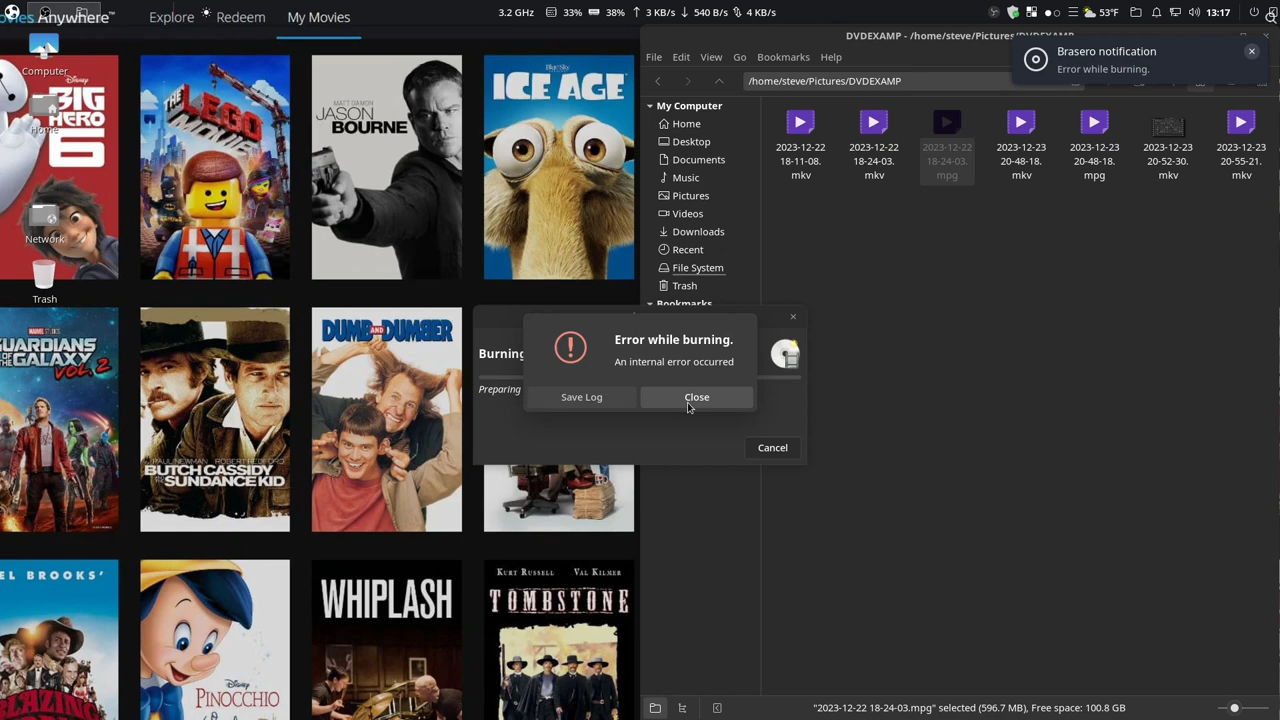 ovies Anywhere™
Explore
Redeem
My Movies
3.2 GHz
33%
38%
↑ 3 KB/s
↓ 540 B/s
⇅ 4 KB/s
53°F
13:17
Computer
Home
Network
Trash
Disney
BIG
HERO
6
THE
LEGO
MOVIE
MATT DAMON
JASON
BOURNE
BlueSky
ICE AGE
MARVEL STUDIOS
GUARDIANS
OF THE
GALAXY
VOL. 2
PAUL NEWMAN ROBERT REDFORD
BUTCH CASSIDY
AND THE
SUNDANCE KID
DUMB AND DUMBER
EL BROOKS'
BLAZING
Disney
PINOCCHIO
WHIPLASH
KURT RUSSELL VAL KILMER
TOMBSTONE
DVDEXAMP - /home/steve/Pictures/DVDEXAMP
File
Edit
View
Go
Bookmarks
Help
/home/steve/Pictures/DVDEXAMP
Brasero notification
Error while burning.
My Computer
Home
Desktop
Documents
Music
Pictures
Videos
Downloads
Recent
File System
Trash
Bookmarks
2023-12-22
18-11-08.
mkv
2023-12-22
18-24-03.
mkv
2023-12-22
18-24-03.
mpg
2023-12-23
20-48-18.
mkv
2023-12-23
20-48-18.
mpg
2023-12-23
20-52-30.
mkv
2023-12-23
20-55-21.
mkv
Burning
Preparing
Error while burning.
An internal error occurred
Save Log
Close
Cancel
"2023-12-22 18-24-03.mpg" selected (596.7 MB), Free space: 100.8 GB